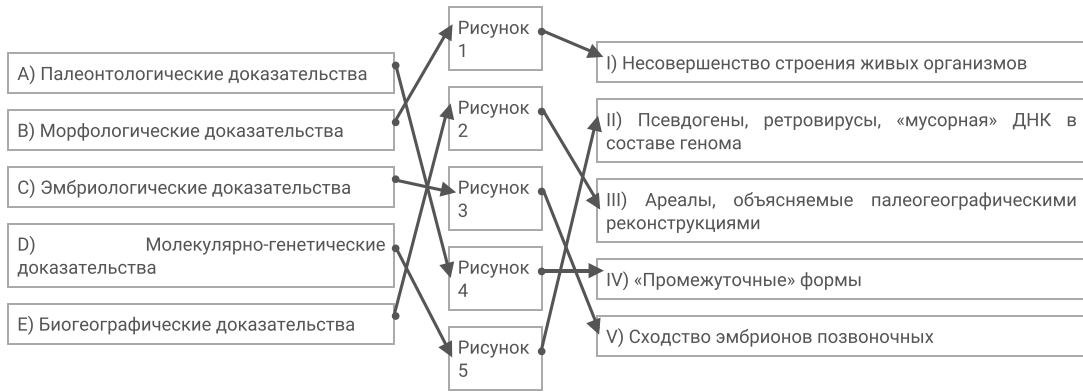 A) Палеонтологические доказательства
B) Морфологические доказательства
C) Эмбриологические доказательства
D) Молекулярно-генетические
доказательства
E) Биогеографические доказательства
Рисунок
1
Рисунок
2
Рисунок
3
Рисунок
4
Рисунок
5
I) Несовершенство строения живых организмов
II) Псевдогены, ретровирусы, «мусорная» ДНК в
составе генома
III) Ареалы, объясняемые палеогеографическими
реконструкциями
IV) «Промежуточные» формы
V) Сходство эмбрионов позвоночных